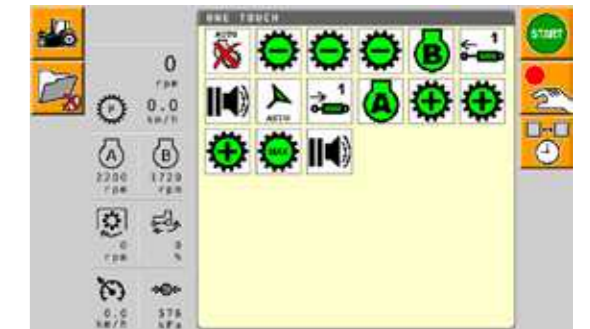 ONE TOUCH
START
AUTO
B
1
0
rpm
AUTO
1
A
P
0.0
km/h
MAX
A
B
2200
1720
rpm
rpm
0
0
rpm
%
0.0
576
km/h
kPa